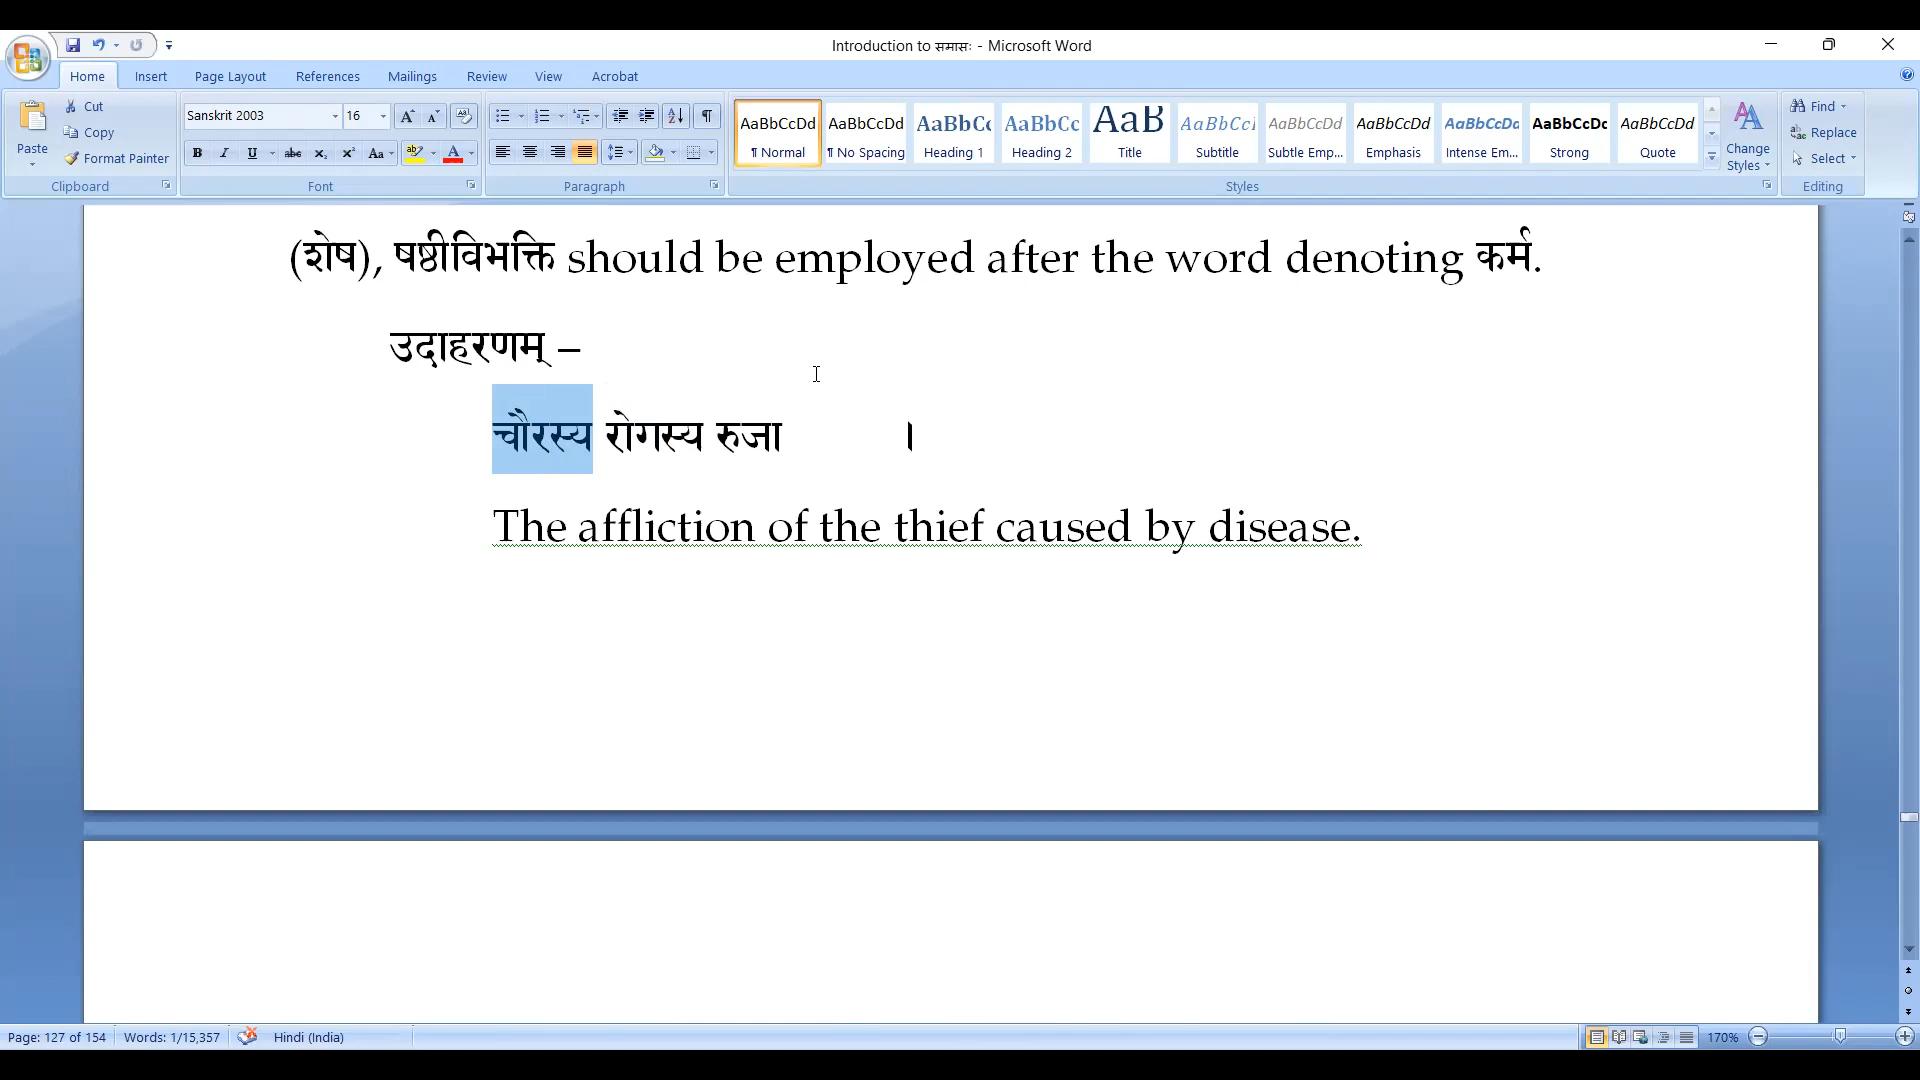 Introduction to समासः - Microsoft Word
Home Insert Page Layout References Mailings Review View Acrobat
Paste Cut Copy Format Painter
Sanskrit 2003 16
AaBbCcDd AaBbCcDd AaBbCc AaBbCc AaB AaBbCcl AaBbCcDd AaBbCcDd AaBbCcDd AaBbCcDc AaBbCcDd
¶ Normal ¶ No Spacing Heading 1 Heading 2 Title Subtitle Subtle Emp... Emphasis Intense Em... Strong Quote
Change Styles
Find Replace Select
Clipboard Font Paragraph Styles Editing
(शेष), षष्ठीविभक्ति should be employed after the word denoting कर्म.
उदाहरणम् –
चौरस्य रोगस्य रुजा ।
The affliction of the thief caused by disease.
Page: 127 of 154 Words: 1/15,357 Hindi (India) 170%